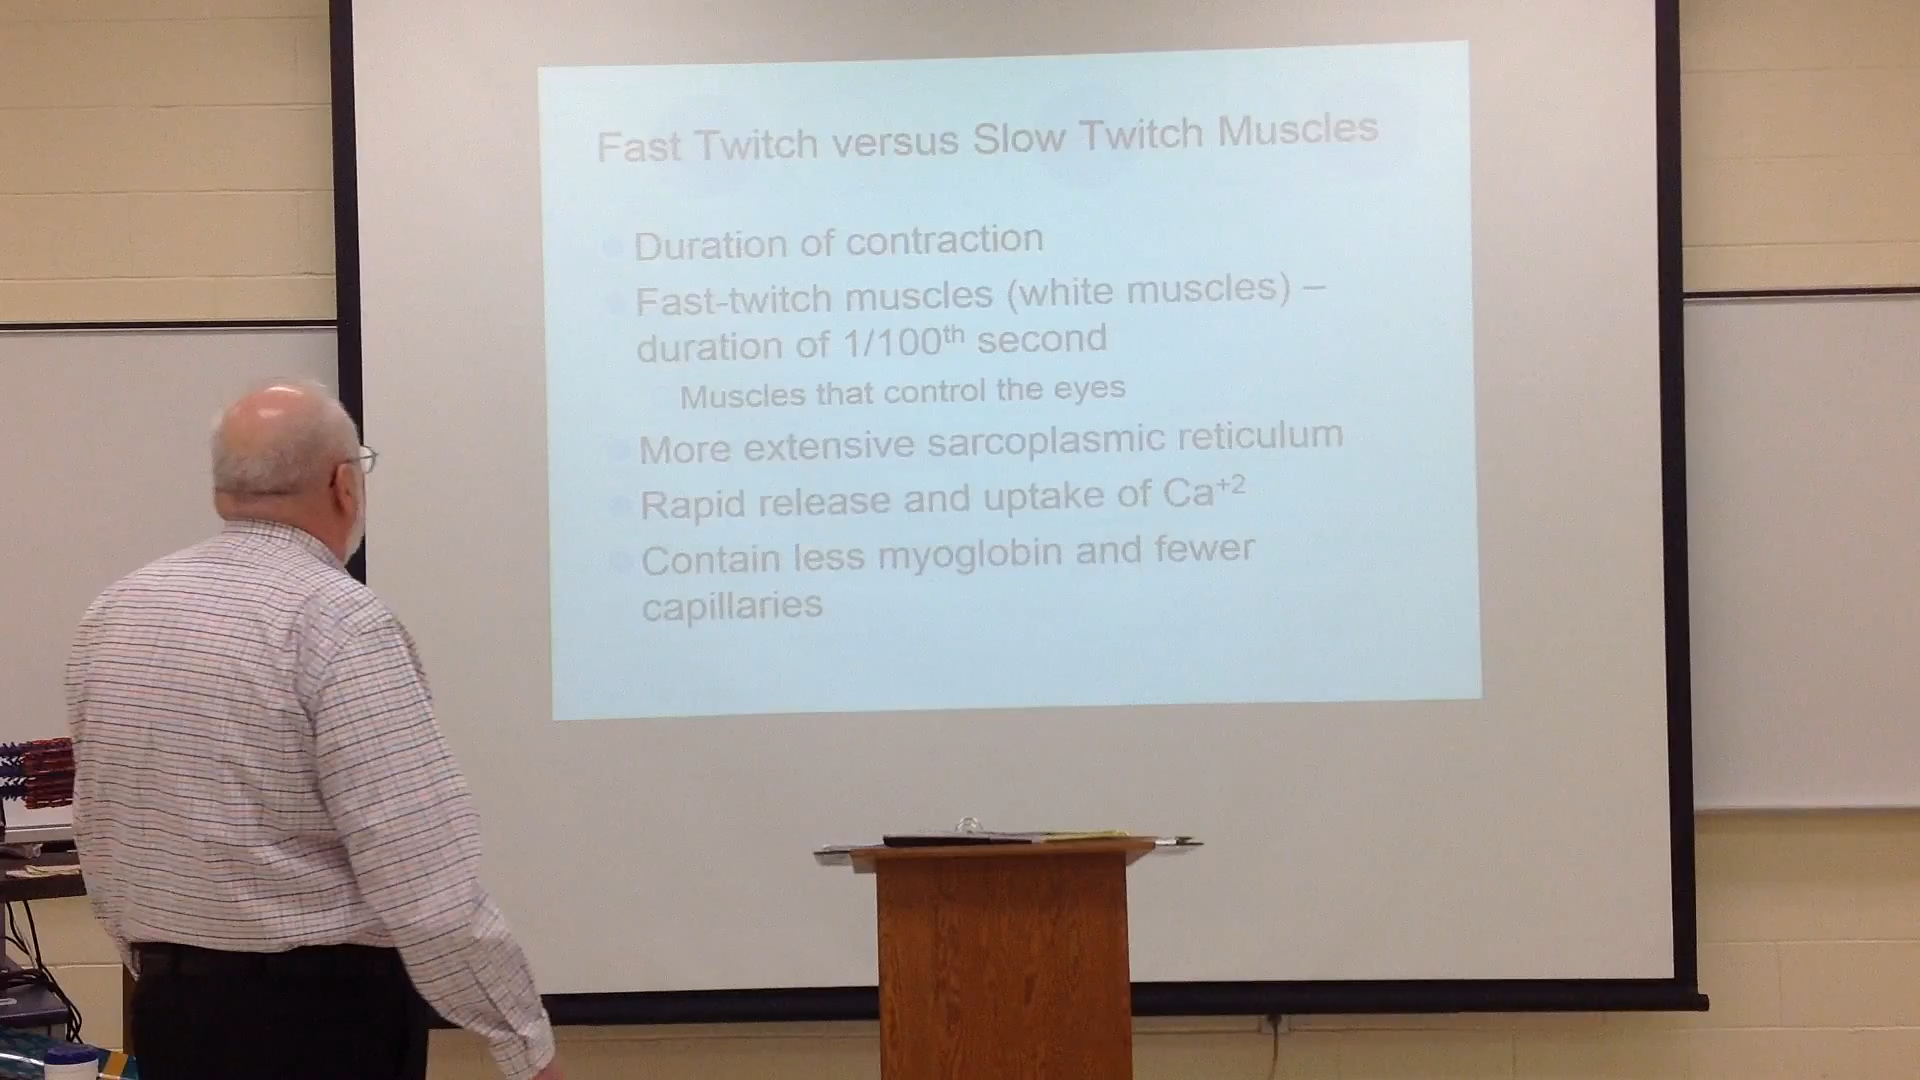 Fast Twitch versus Slow Twitch Muscles
Duration of contraction
Fast-twitch muscles (white muscles) –
duration of 1/100th second
Muscles that control the eyes
More extensive sarcoplasmic reticulum
Rapid release and uptake of Ca+2
Contain less myoglobin and fewer
capillaries